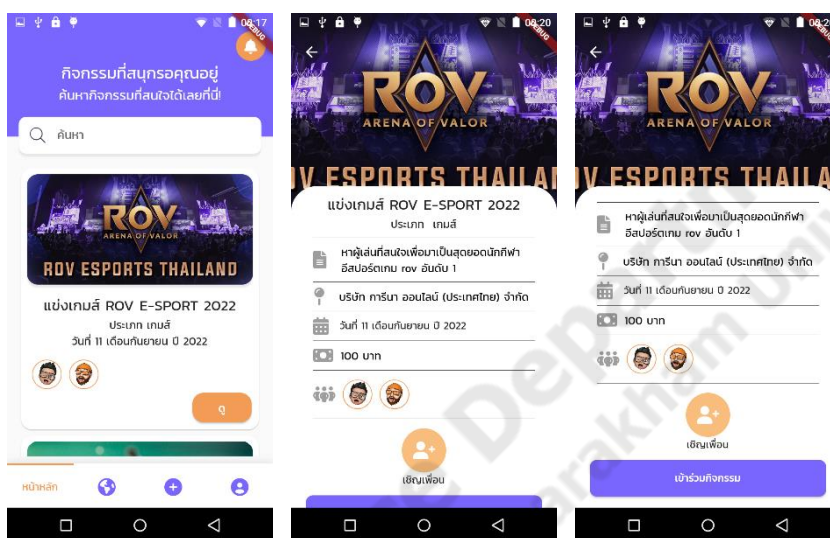 08:17
กิจกรรมที่สนุกรอคุณอยู่
ค้นหากิจกรรมที่สนใจได้เลยที่นี่!
ค้นหา
ROV
ARENA OF VALOR
ROV ESPORTS THAILAND
แข่งเกมส์ ROV E-SPORT 2022
ประเภท เกมส์
วันที่ 11 เดือนกันยายน ปี 2022
ดู
หน้าหลัก
08:20
ROV
ARENA OF VALOR
OV ESPORTS THAILAN
แข่งเกมส์ ROV E-SPORT 2022
ประเภท เกมส์
หาผู้เล่นที่สนใจเพื่อมาเป็นสุดยอดนักกีฬา
อีสปอร์ตเกม rov อันดับ 1
บริษัท การีนา ออนไลน์ (ประเทศไทย) จำกัด
วันที่ 11 เดือนกันยายน ปี 2022
100 บาท
เชิญเพื่อน
ROV
ARENA OF VALOR
OV ESPORTS THAILA
หาผู้เล่นที่สนใจเพื่อมาเป็นสุดยอดนักกีฬา
อีสปอร์ตเกม rov อันดับ 1
บริษัท การีนา ออนไลน์ (ประเทศไทย) จำกัด
วันที่ 11 เดือนกันยายน ปี 2022
100 บาท
เชิญเพื่อน
เข้าร่วมกิจกรรม